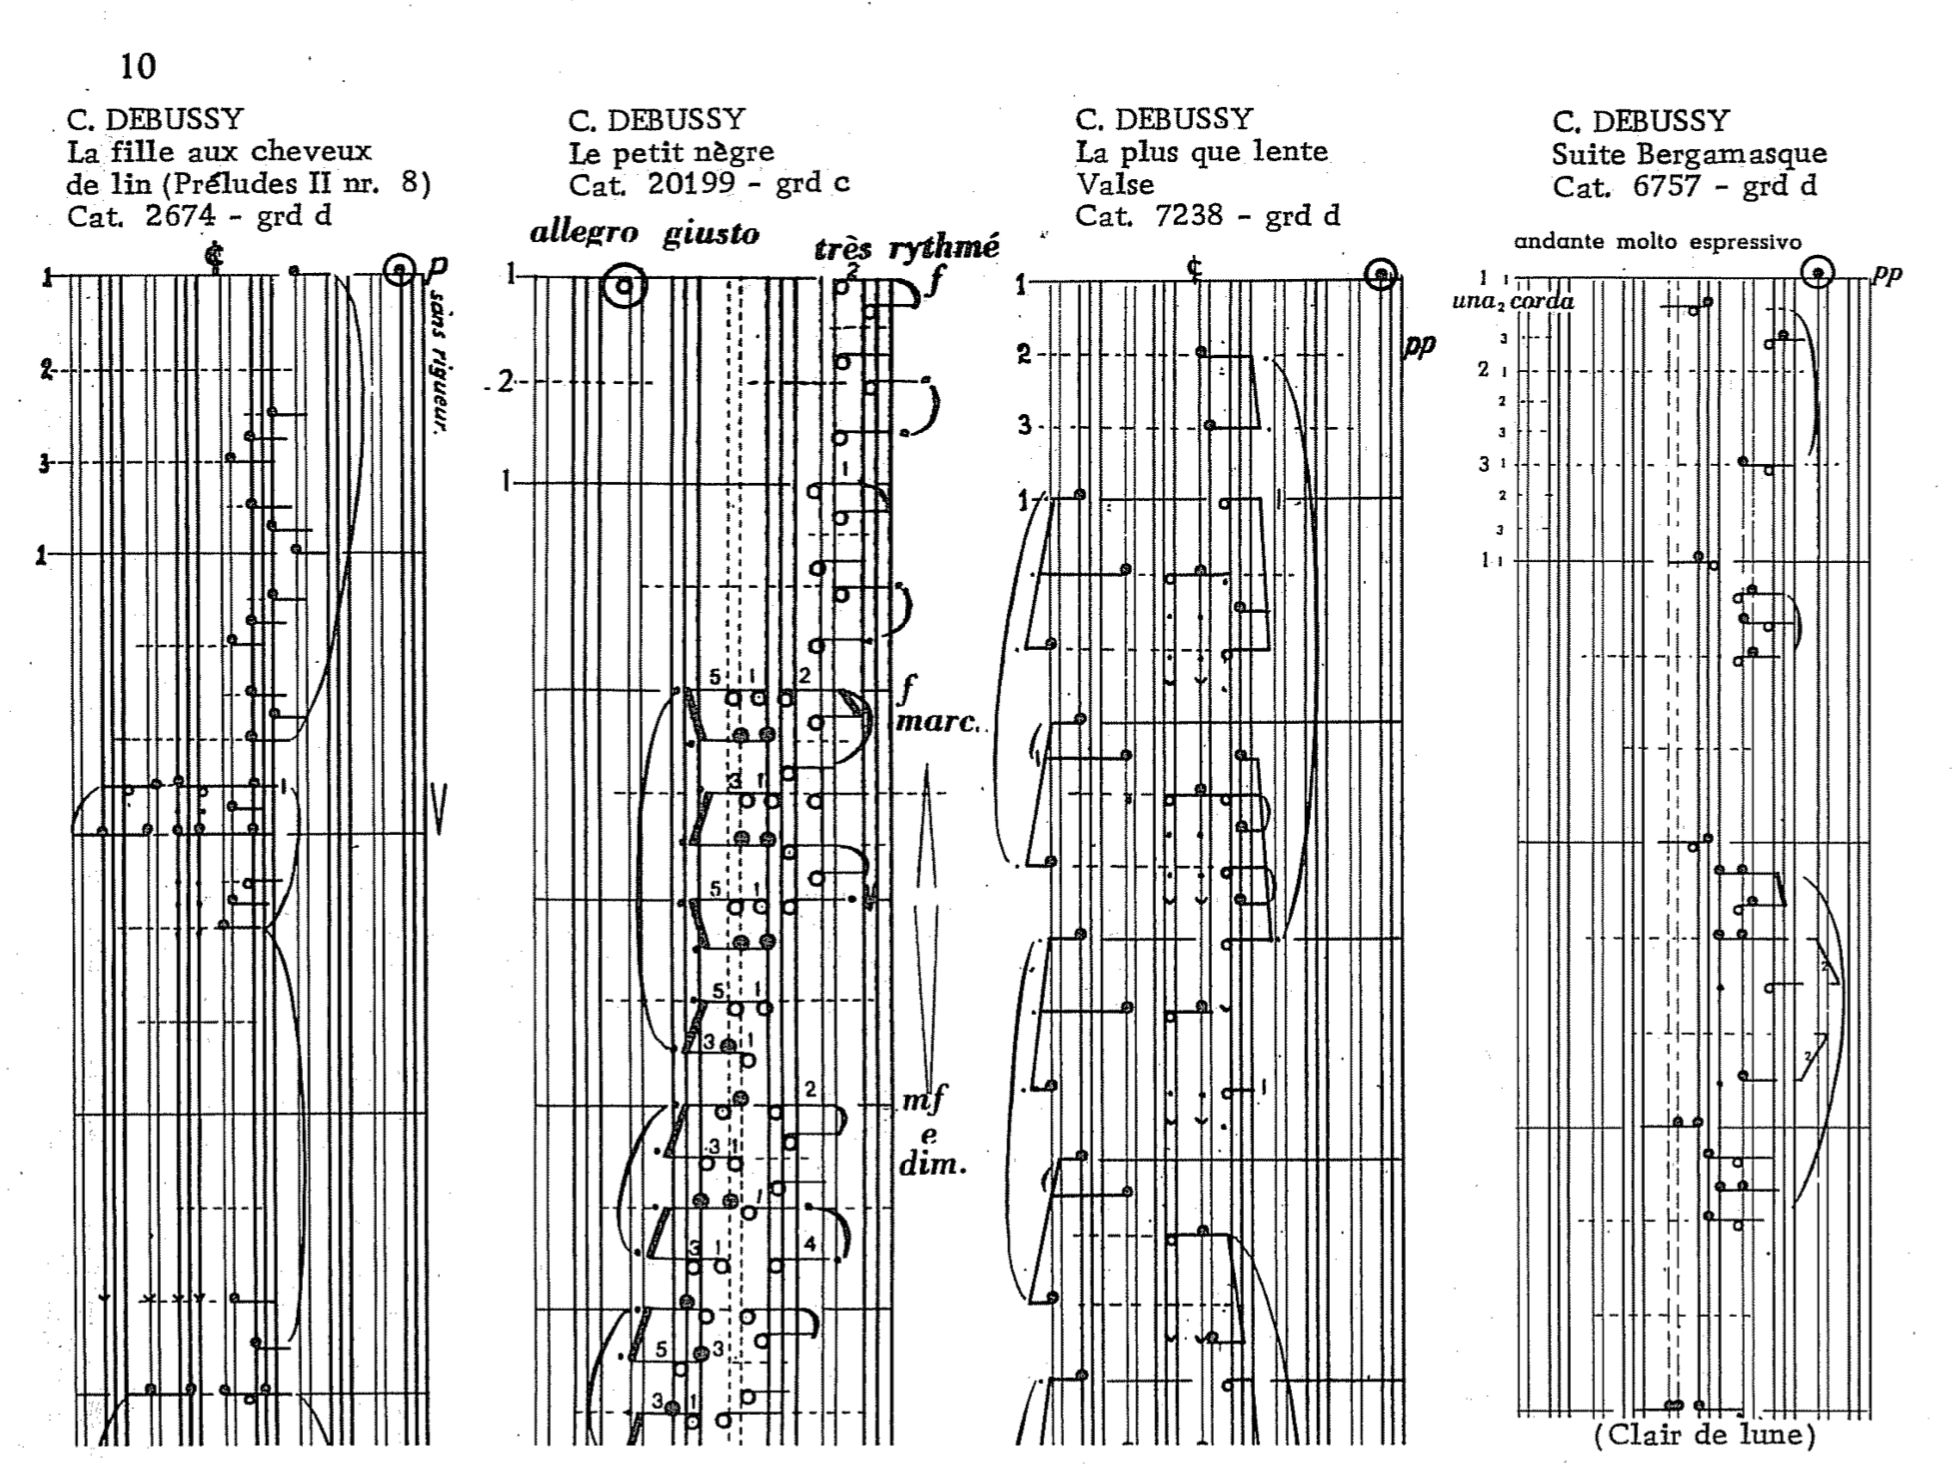 10
C. DEBUSSY
La fille aux cheveux
de lin (Préludes II nr. 8)
Cat. 2674 - grd d
¢
p
sans rigueur.
1
2
3
1
1
C. DEBUSSY
Le petit nègre
Cat. 20199 - grd c
allegro giusto
très rythmé
1
2
f
2
1
1
5 1 2
f
marc.
3 1
5 1
5 1
3 1
2
mf
e
dim.
3 1
1
3 1
4
5 3
3 1
C. DEBUSSY
La plus que lente
Valse
Cat. 7238 - grd d
¢
1
pp
2
3
1
1
1
1
C. DEBUSSY
Suite Bergamasque
Cat. 6757 - grd d
andante molto espressivo
1 1
pp
una 2 corda
3
2 1
2
3
3 1
2
3
1 1
2
2
(Clair de lune)